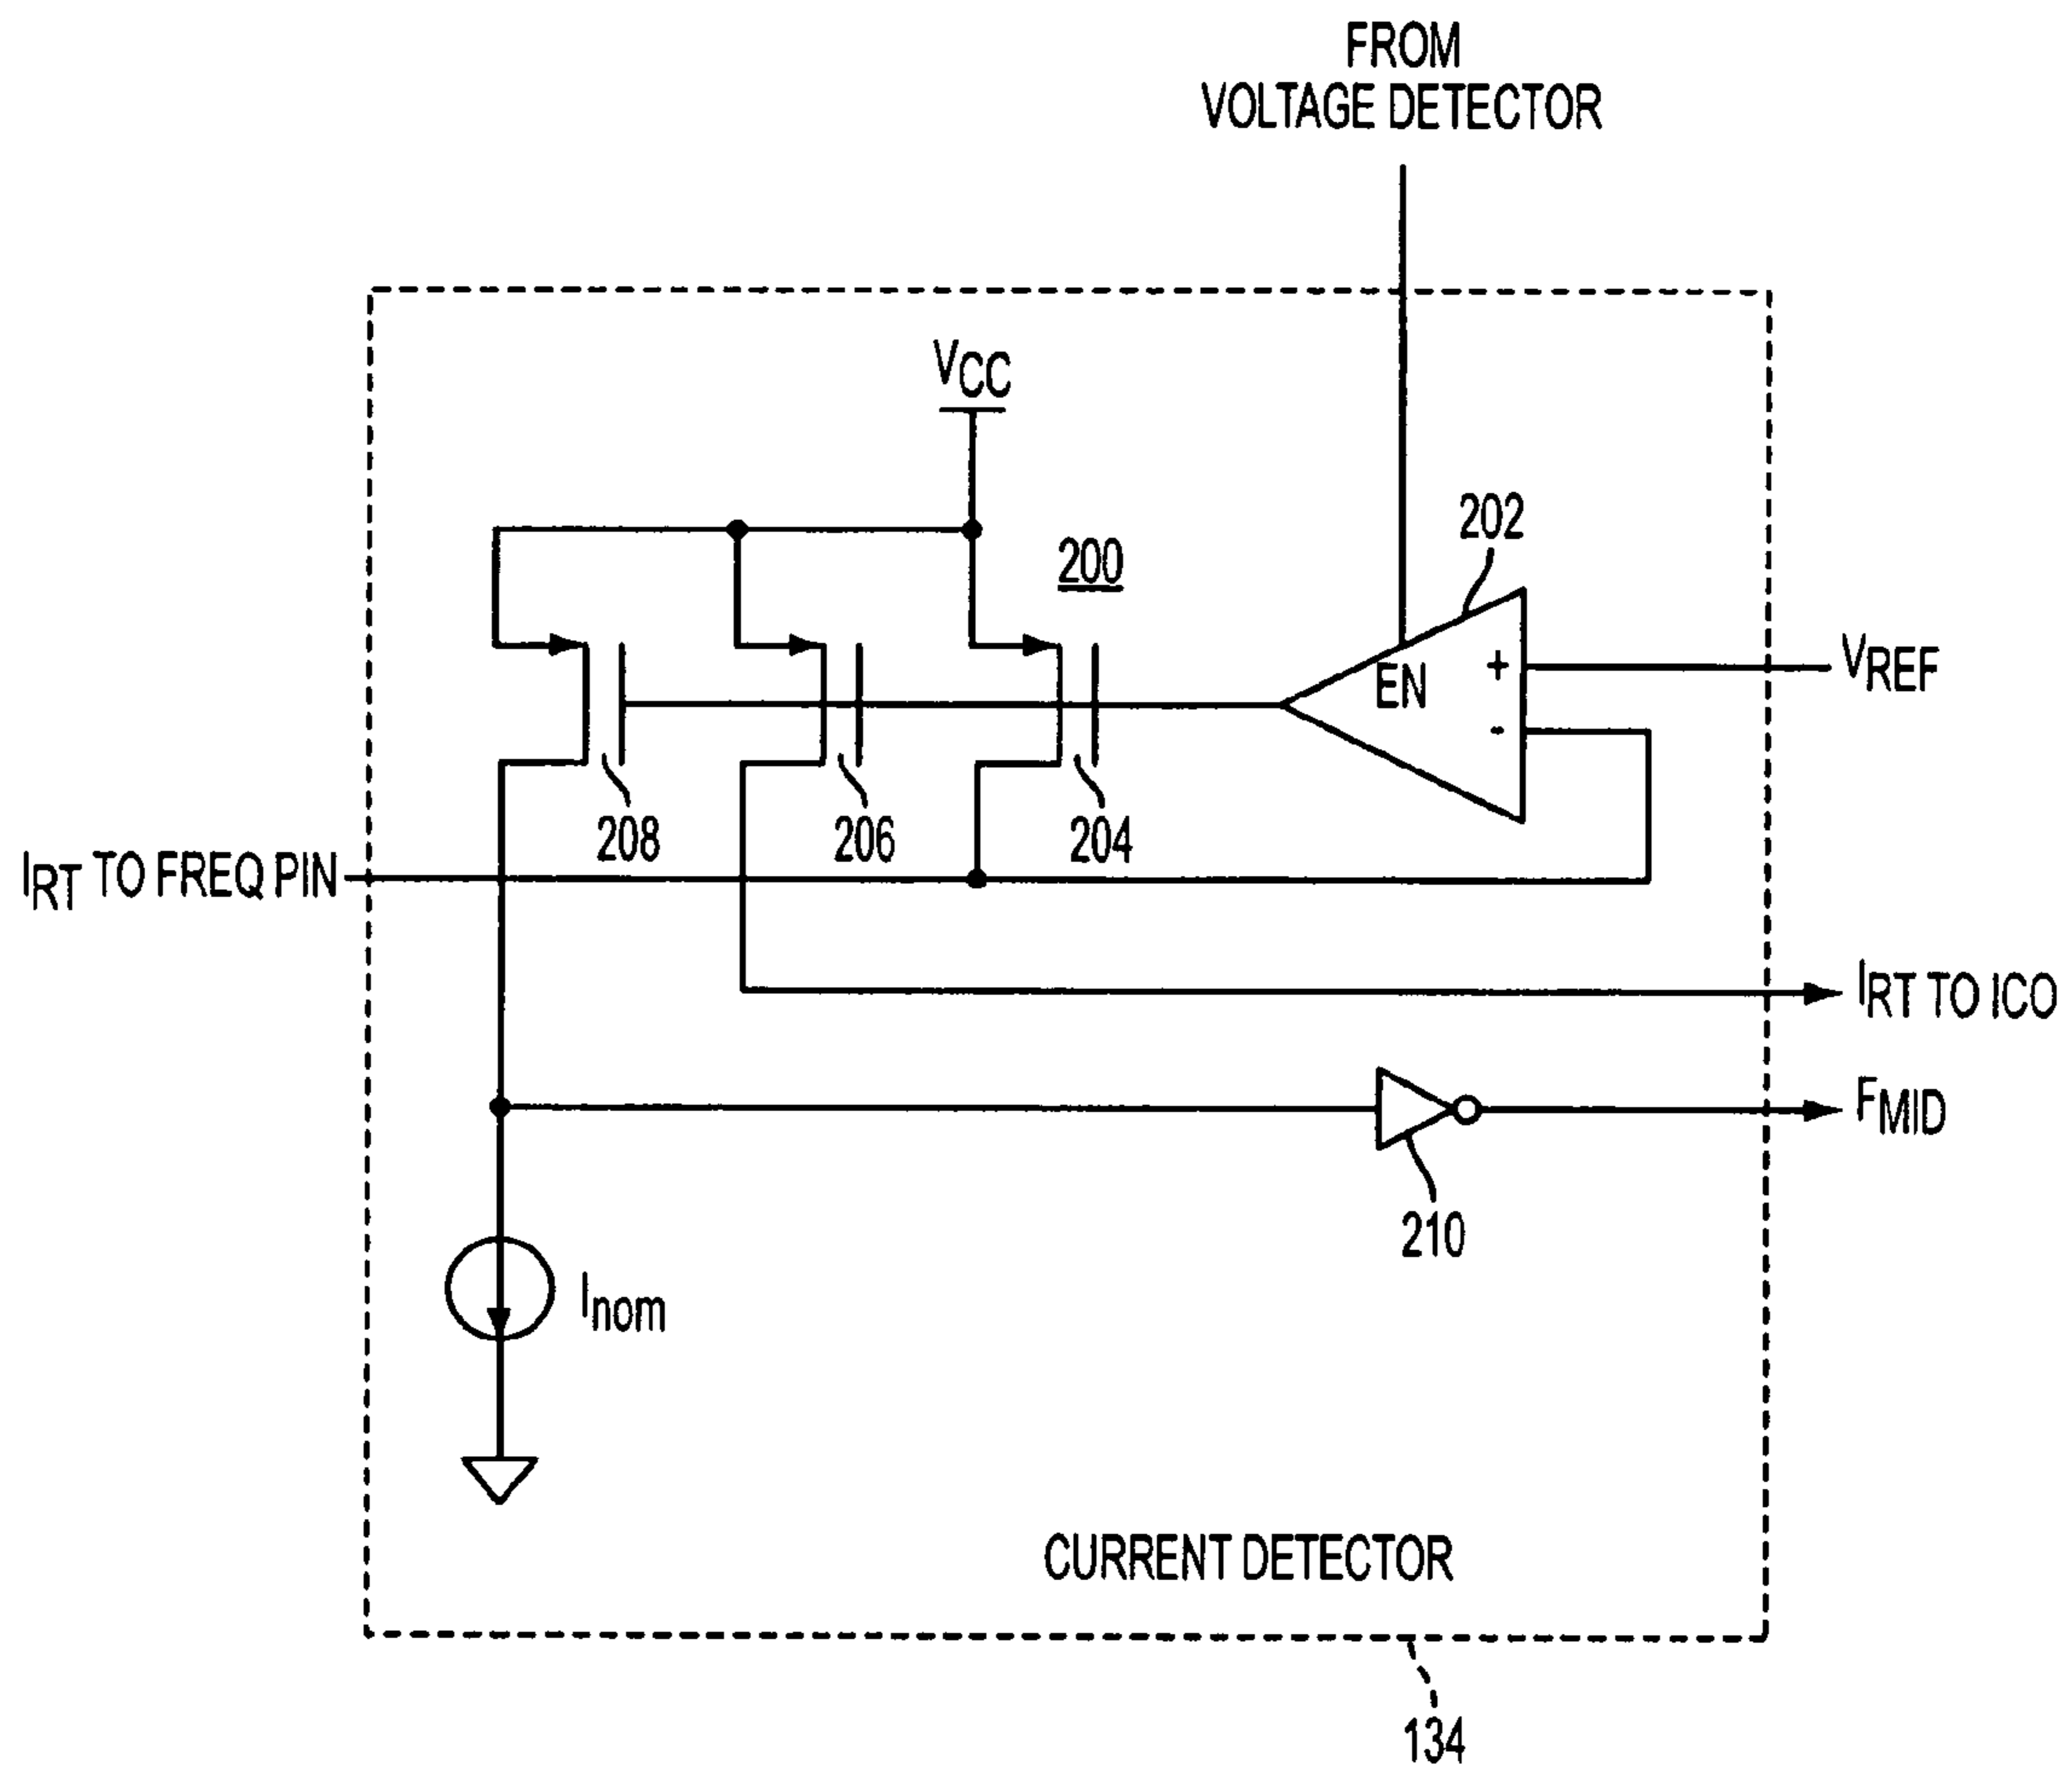 FROM
VOLTAGE DETECTOR
VCC
200
202
EN
+
-
VREF
208
206
204
IRT TO FREQ PIN
IRT TO ICO
FMID
210
Inom
CURRENT DETECTOR
134